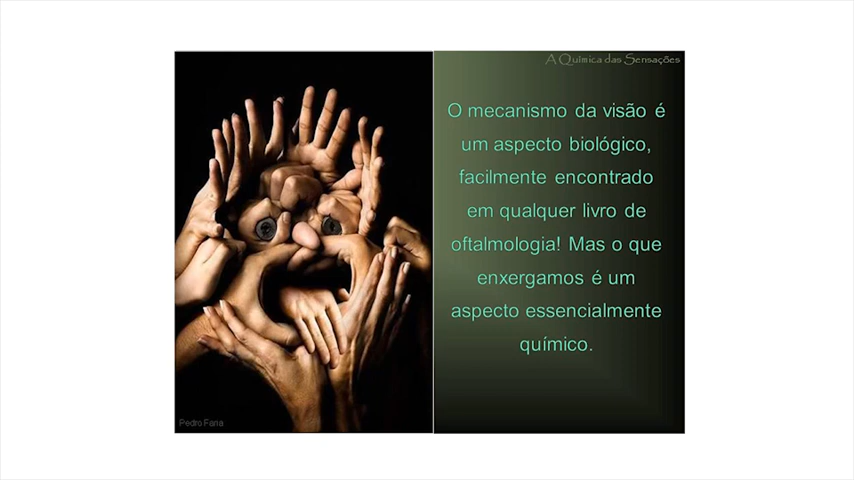 A Química das Sensações
O mecanismo da visão é
um aspecto biológico,
facilmente encontrado
em qualquer livro de
oftalmologia! Mas o que
enxergamos é um
aspecto essencialmente
químico.
Pedro Faria